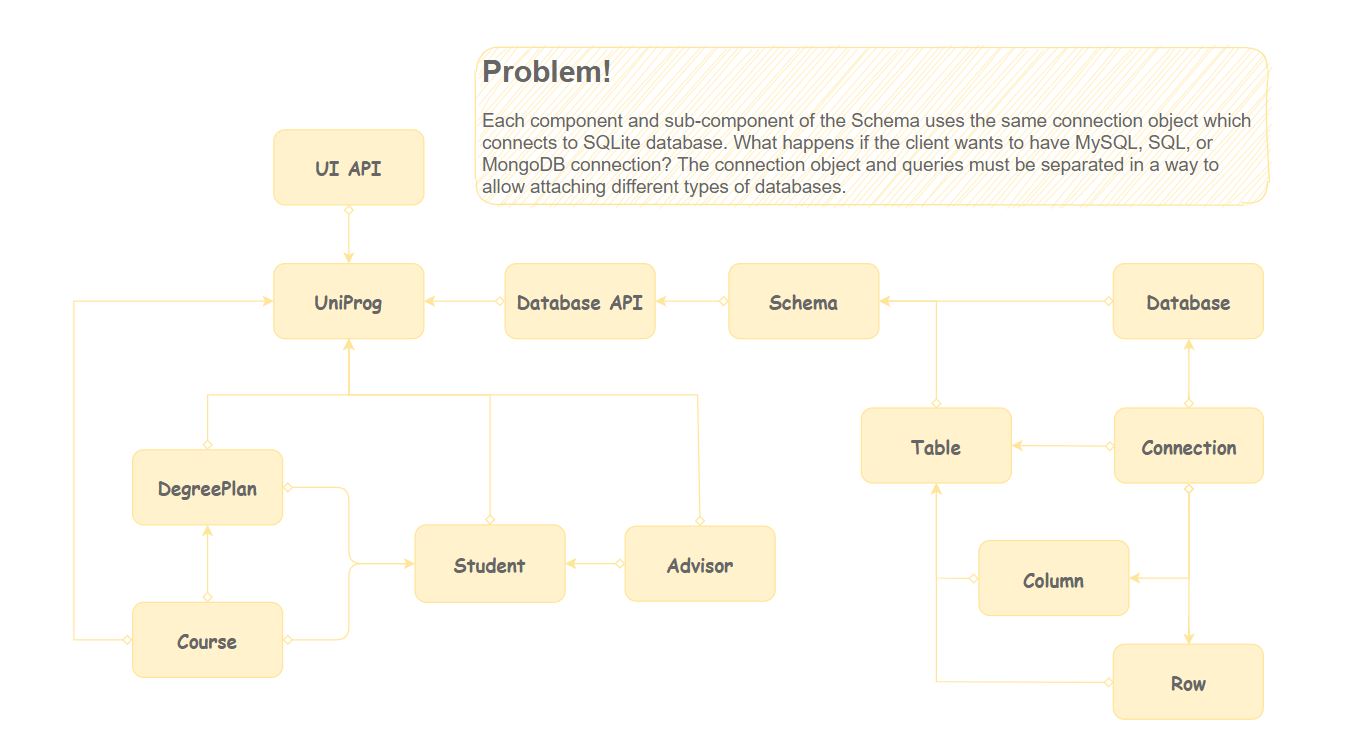 Problem!
Each component and sub-component of the Schema uses the same connection object which
connects to SQLite database. What happens if the client wants to have MySQL, SQL, or
MongoDB connection? The connection object and queries must be separated in a way to
allow attaching different types of databases.
UI API
UniProg
Database API
Schema
Database
Table
Connection
DegreePlan
Student
Advisor
Column
Course
Row